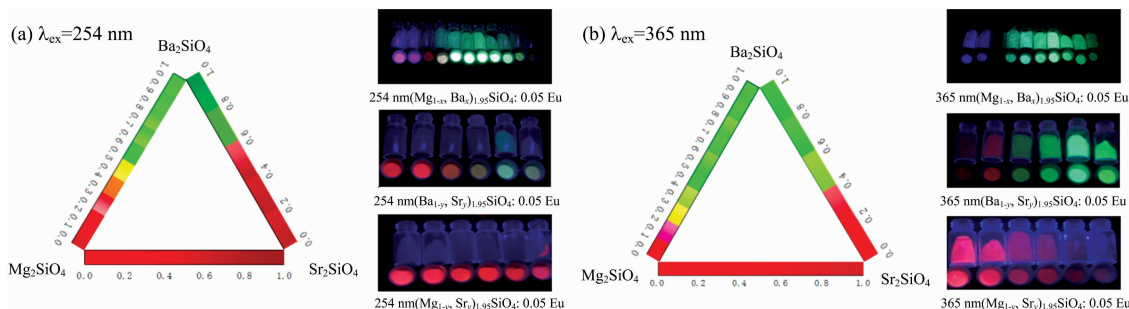 (a) λex=254 nm
Ba₂SiO₄
1.0 0.9 0.8 0.7 0.6 0.5 0.4 0.3 0.2 0.1 0.0
1.0
0.8
0.6
0.4
0.2
0.0
Mg₂SiO₄
0.0 0.2 0.4 0.6 0.8 1.0
Sr₂SiO₄
254 nm(Mg₁₋ₓ, Baₓ)₁.₉₅SiO₄: 0.05 Eu
254 nm(Ba₁₋ᵧ, Srᵧ)₁.₉₅SiO₄: 0.05 Eu
254 nm(Mg₁₋ᵧ, Srᵧ)₁.₉₅SiO₄: 0.05 Eu
(b) λex=365 nm
Ba₂SiO₄
1.0 0.9 0.8 0.7 0.6 0.5 0.4 0.3 0.2 0.1 0.0
1.0
0.8
0.6
0.4
0.2
0.0
Mg₂SiO₄
0.0 0.2 0.4 0.6 0.8 1.0
Sr₂SiO₄
365 nm(Mg₁₋ₓ, Baₓ)₁.₉₅SiO₄: 0.05 Eu
365 nm(Ba₁₋ᵧ, Srᵧ)₁.₉₅SiO₄: 0.05 Eu
365 nm(Mg₁₋ᵧ, Srᵧ)₁.₉₅SiO₄: 0.05 Eu